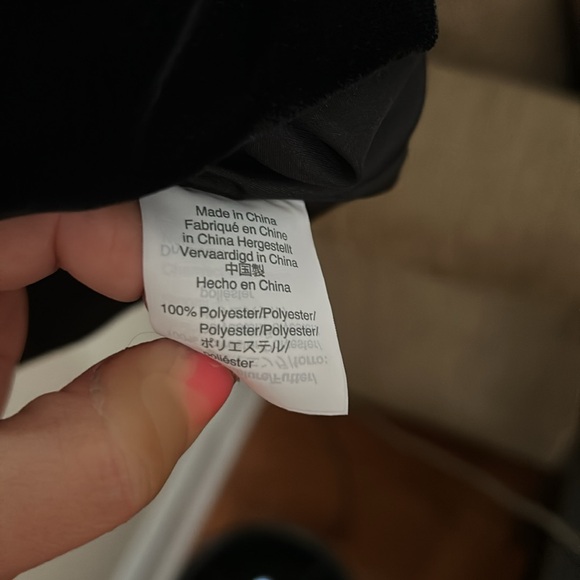 Made in China
Fabriqué en Chine
in China Hergestellt
Vervaardigd in China
中国製
Hecho en China
100% Polyester/Polyester/
Polyester/Polyester/
ポリエステル/
poliéster